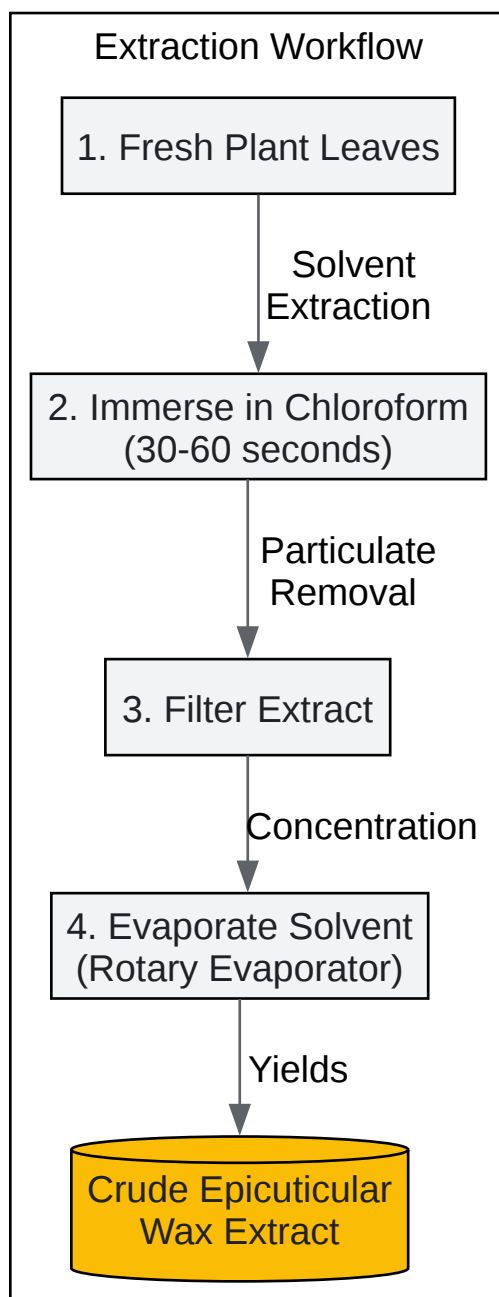 Extraction Workflow
1. Fresh Plant Leaves
Solvent
Extraction
2. Immerse in Chloroform
(30-60 seconds)
Particulate
Removal
3. Filter Extract
Concentration
4. Evaporate Solvent
(Rotary Evaporator)
Yields
Crude Epicuticular
Wax Extract